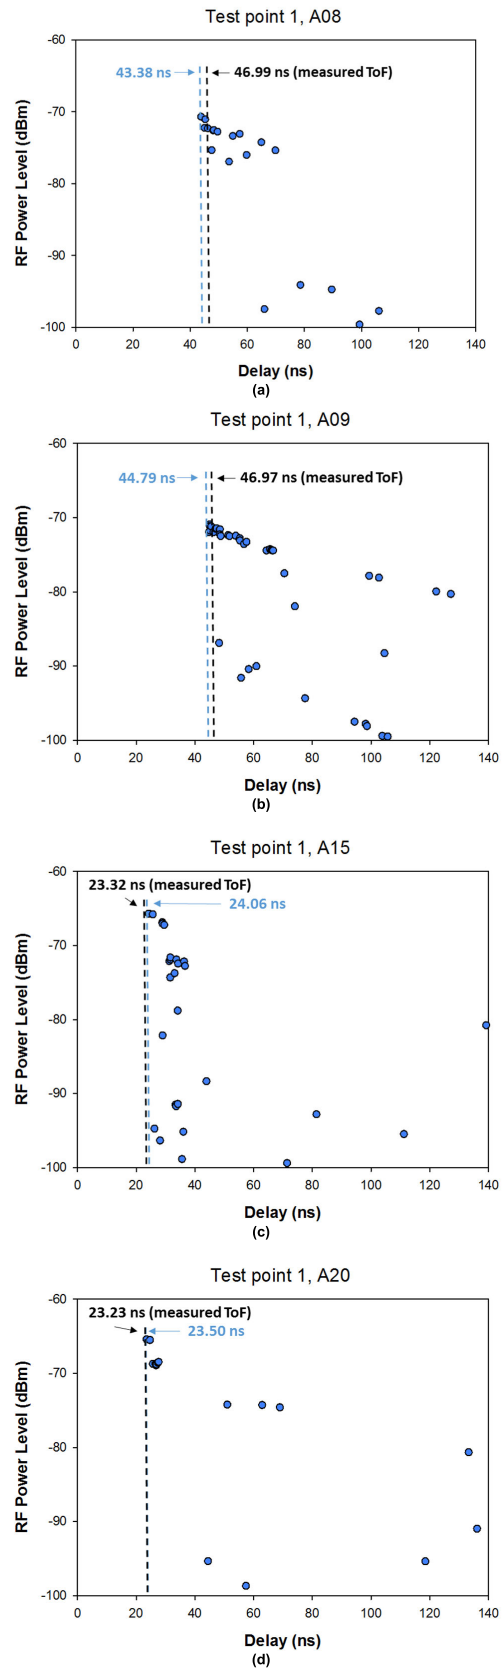 Test point 1, A08
43.38 ns
46.99 ns (measured ToF)
RF Power Level (dBm)
-60
-70
-80
-90
-100
0 20 40 60 80 100 120 140
Delay (ns)
(a)
Test point 1, A09
44.79 ns
46.97 ns (measured ToF)
RF Power Level (dBm)
-60
-70
-80
-90
-100
0 20 40 60 80 100 120 140
Delay (ns)
(b)
Test point 1, A15
23.32 ns (measured ToF)
24.06 ns
RF Power Level (dBm)
-60
-70
-80
-90
-100
0 20 40 60 80 100 120 140
Delay (ns)
(c)
Test point 1, A20
23.23 ns (measured ToF)
23.50 ns
RF Power Level (dBm)
-60
-70
-80
-90
-100
0 20 40 60 80 100 120 140
Delay (ns)
(d)